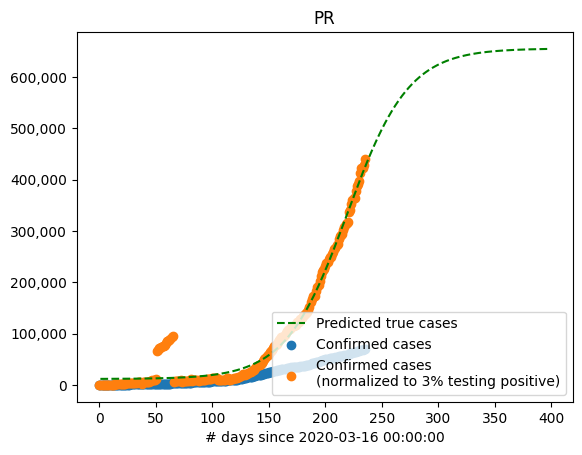 PR
600,000
500,000
400,000
300,000
200,000
100,000
0
Predicted true cases
Confirmed cases
Confirmed cases
(normalized to 3% testing positive)
0 50 100 150 200 250 300 350 400
# days since 2020-03-16 00:00:00